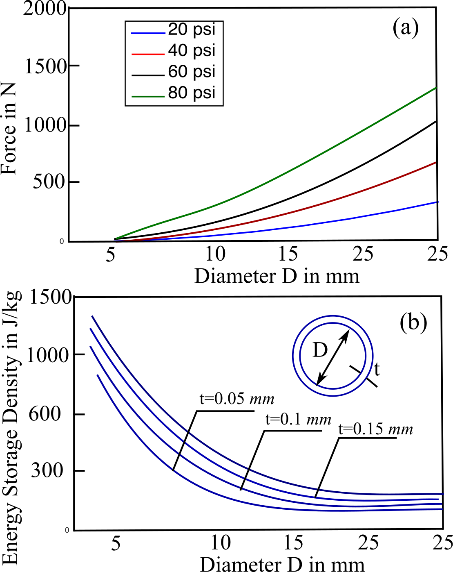 2000
(a)
20 psi
40 psi
60 psi
80 psi
1500
1000
500
0
Force in N
5
10
15
25
25
Diameter D in mm
1500
(b)
1000
600
300
0
Energy Storage Density in J/kg
D
t
t=0.05 mm
t=0.1 mm
t=0.15 mm
5
10
15
20
25
25
Diameter D in mm